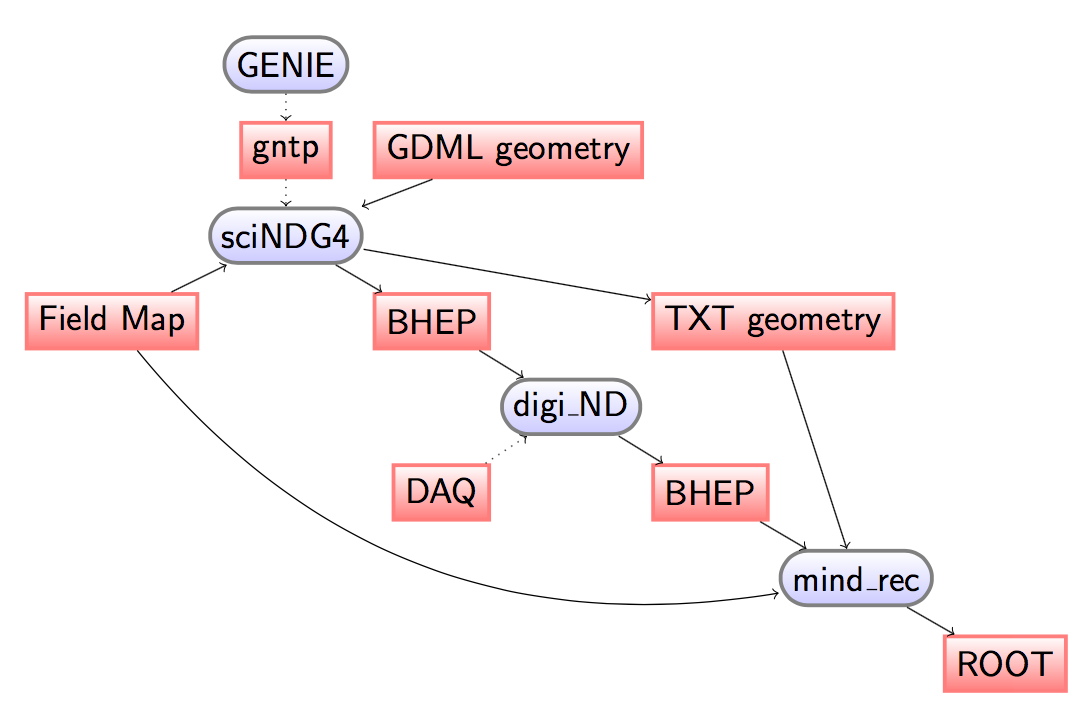 GENIE
gntp
GDML geometry
sciNDG4
Field Map
BHEP
TXT geometry
digi_ND
DAQ
BHEP
mind_rec
ROOT